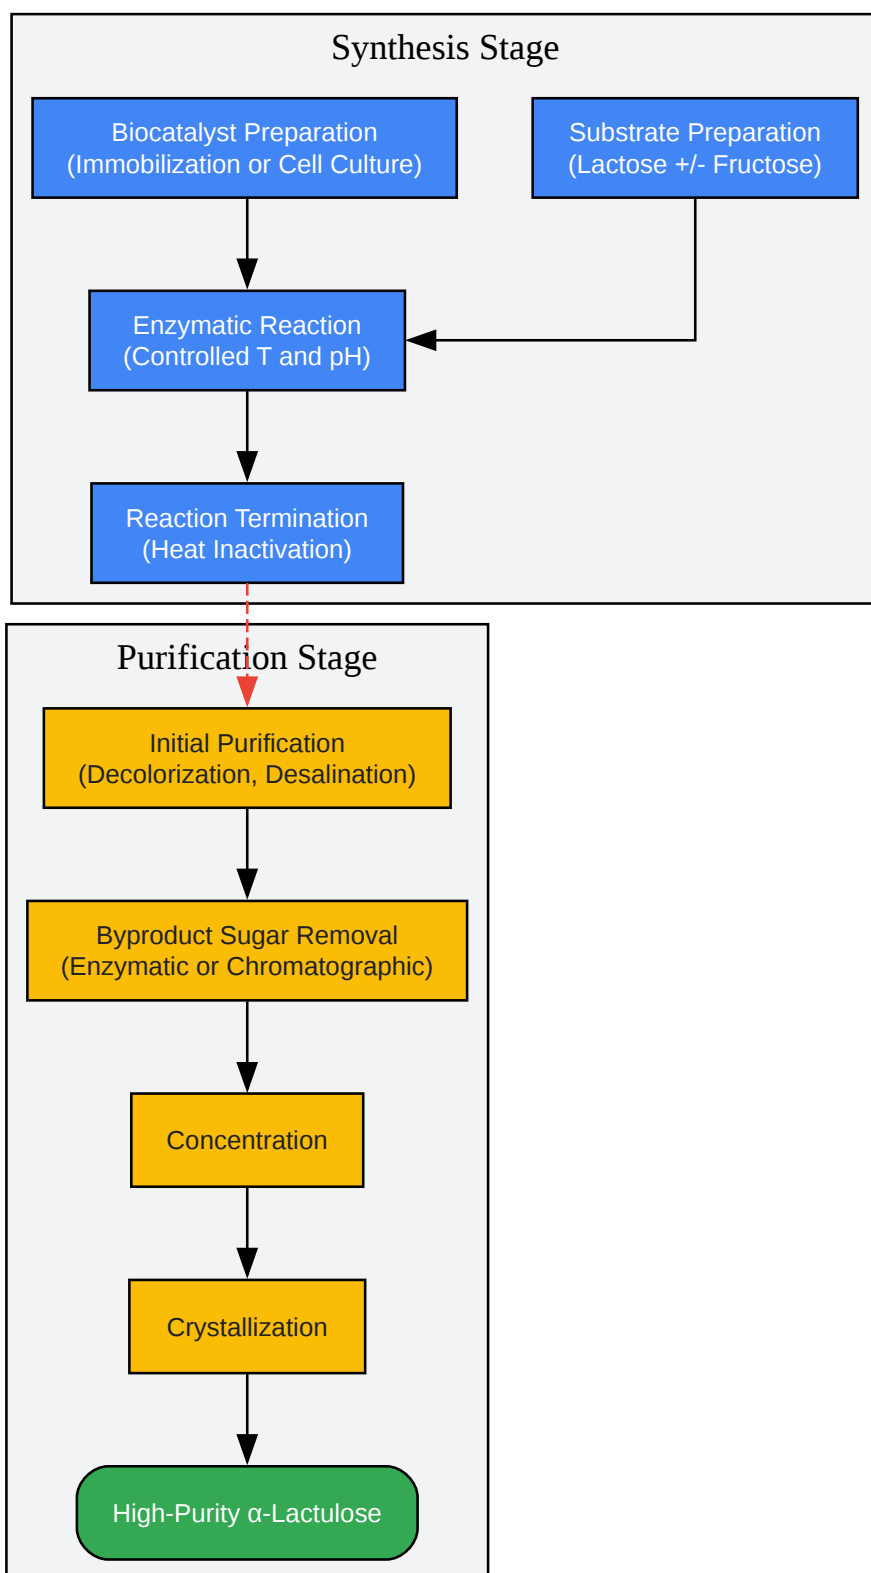 Synthesis Stage
Biocatalyst Preparation
(Immobilization or Cell Culture)
Substrate Preparation
(Lactose +/- Fructose)
Enzymatic Reaction
(Controlled T and pH)
Reaction Termination
(Heat Inactivation)
Purification Stage
Initial Purification
(Decolorization, Desalination)
Byproduct Sugar Removal
(Enzymatic or Chromatographic)
Concentration
Crystallization
High-Purity α-Lactulose